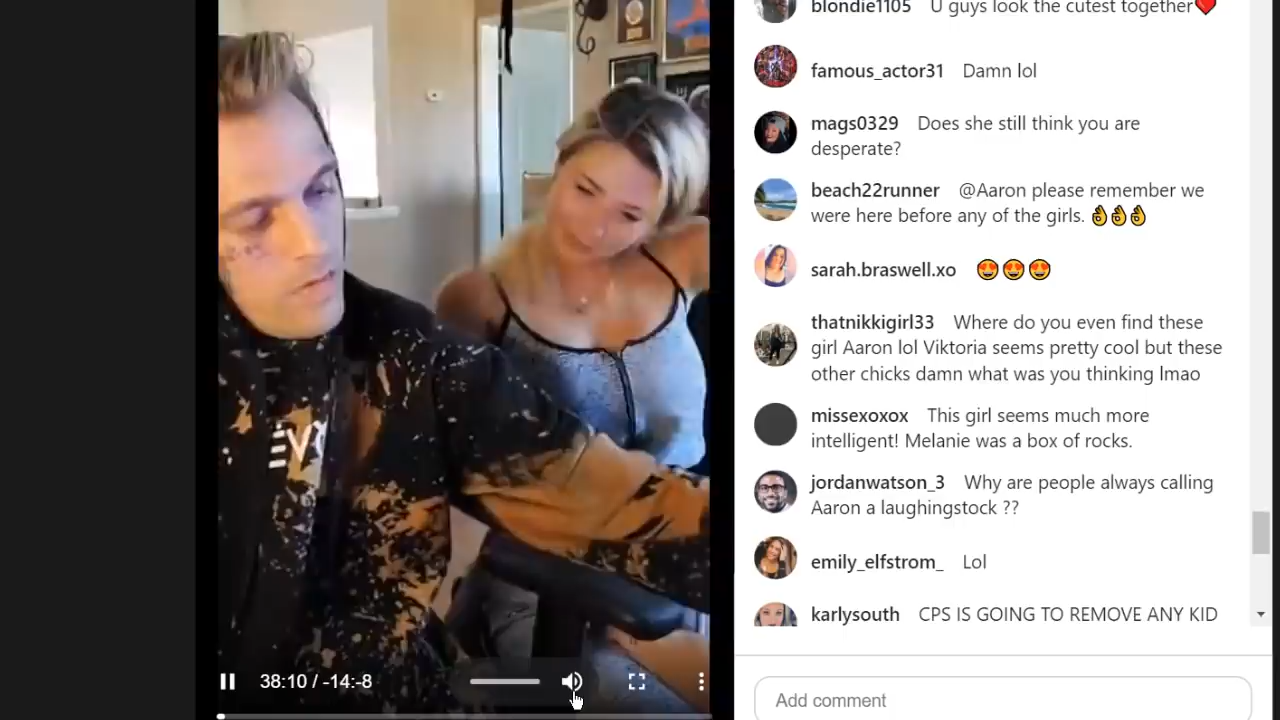 blondie1105 U guys look the cutest together❤️
famous_actor31 Damn lol
mags0329 Does she still think you are
desperate?
beach22runner @Aaron please remember we
were here before any of the girls. 👌👌👌
sarah.braswell.xo 😍😍😍
thatnikkigirl33 Where do you even find these
girl Aaron lol Viktoria seems pretty cool but these
other chicks damn what was you thinking lmao
missexoxox This girl seems much more
intelligent! Melanie was a box of rocks.
jordanwatson_3 Why are people always calling
Aaron a laughingstock ??
emily_elfstrom_ Lol
karlysouth CPS IS GOING TO REMOVE ANY KID
38:10 / -14:-8
Add comment